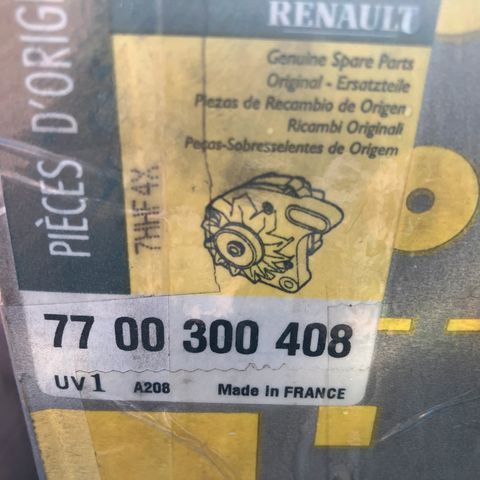 RENAULT
PIÈCES D'ORIGI
Genuine Spare Parts
Original - Ersatzteile
Piezas de Recambio de Origen
Ricambi Originali
Peças-Sobresselentes de Origem
7HHF4X
77 00 300 408
UV1 A208 Made in FRANCE